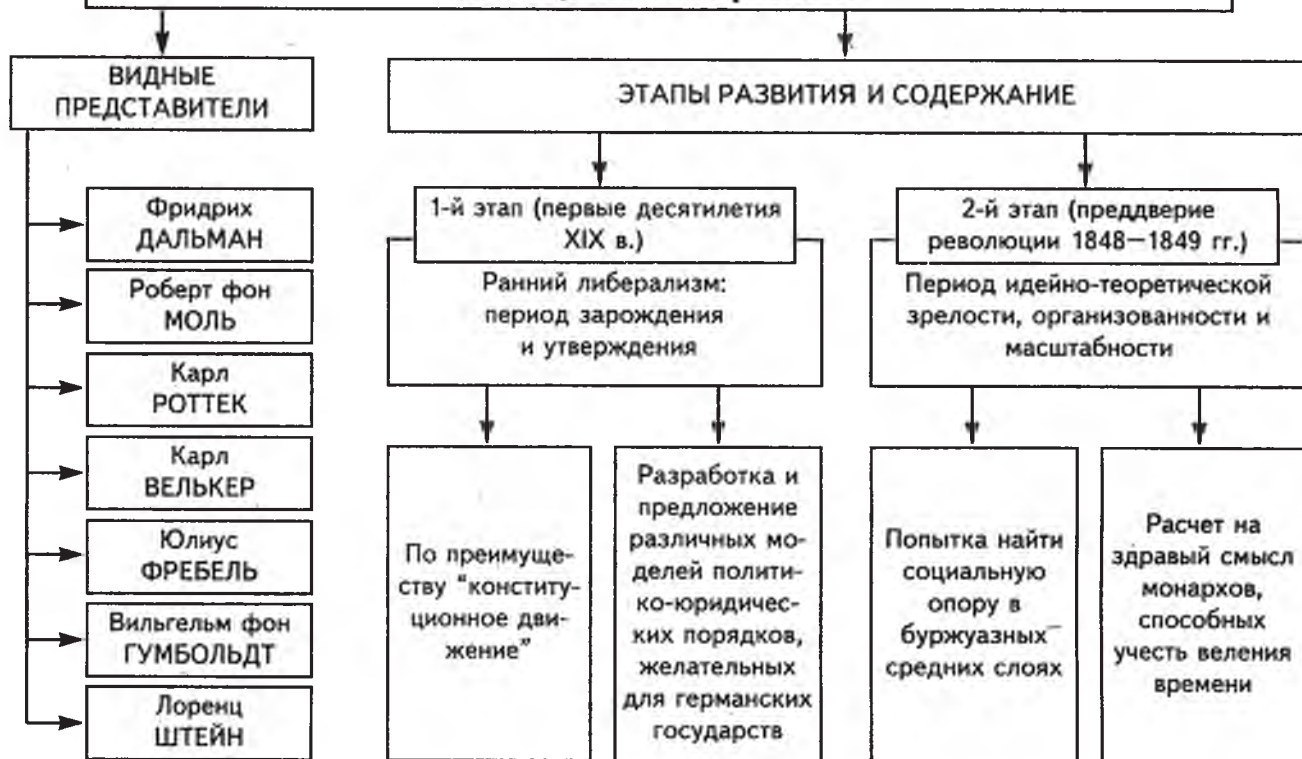 ВИДНЫЕ
ПРЕДСТАВИТЕЛИ
Фридрих
ДАЛЬМАН
Роберт фон
МОЛЬ
Карл
РОТТЕК
Карл
ВЕЛЬКЕР
Юлиус
ФРЕБЕЛЬ
Вильгельм фон
ГУМБОЛЬДТ
Лоренц
ШТЕЙН
ЭТАПЫ РАЗВИТИЯ И СОДЕРЖАНИЕ
1-й этап (первые десятилетия
XIX в.)
Ранний либерализм:
период зарождения
и утверждения
По преимуще-
ству "конститу-
ционное дви-
жение"
Разработка и
предложение
различных мо-
делей полити-
ко-юридичес-
ких порядков,
желательных
для германских
государств
2-й этап (преддверие
революции 1848—1849 гг.)
Период идейно-теоретической
зрелости, организованности и
масштабности
Попытка найти
социальную
опору в
буржуазных
средних слоях
Расчет на
здравый смысл
монархов,
способных
учесть веления
времени